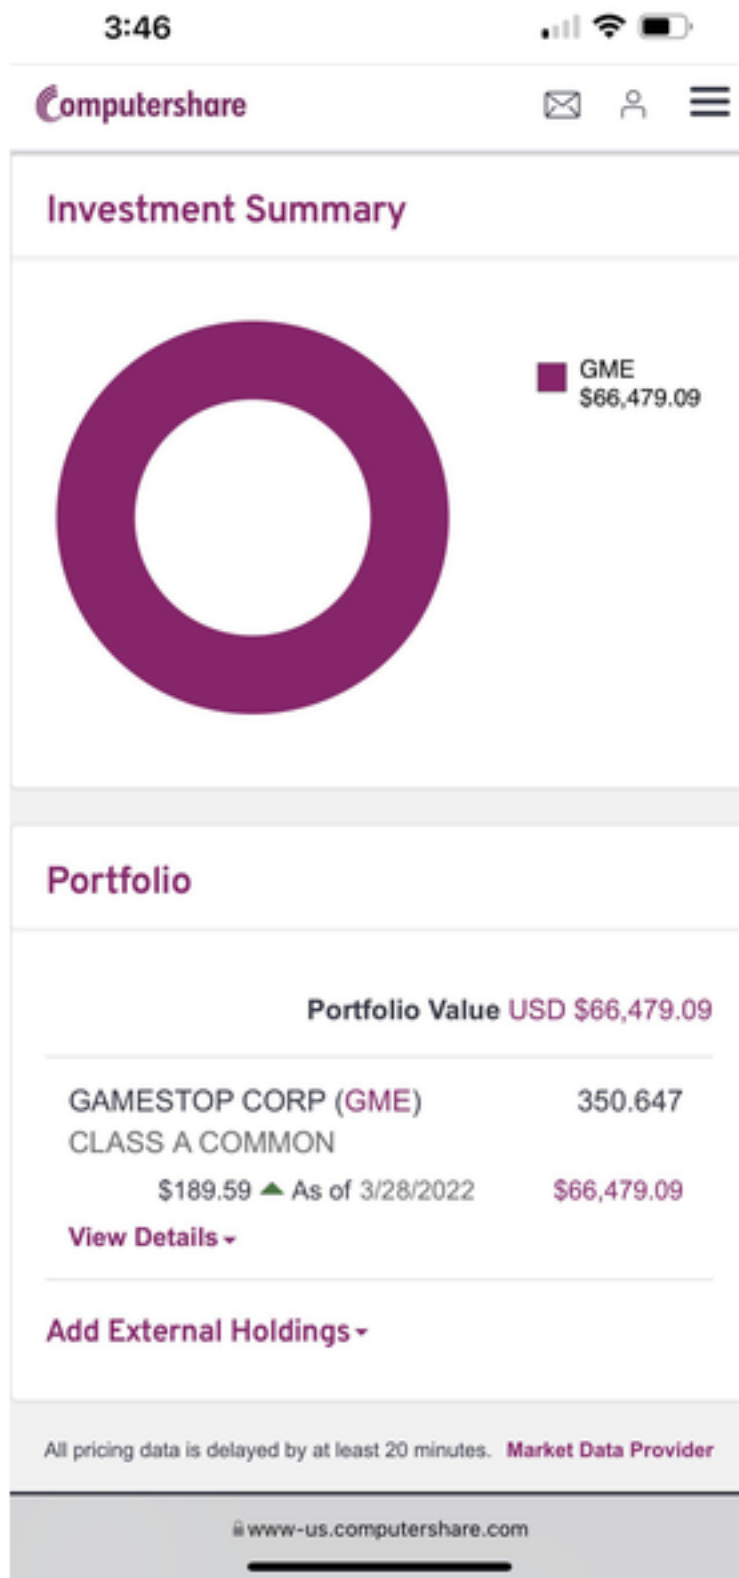 3:46
Computershare
Investment Summary
GME
$66,479.09
Portfolio
Portfolio Value USD $66,479.09
GAMESTOP CORP (GME) 350.647
CLASS A COMMON
$189.59 As of 3/28/2022 $66,479.09
View Details
Add External Holdings
All pricing data is delayed by at least 20 minutes. Market Data Provider
www-us.computershare.com